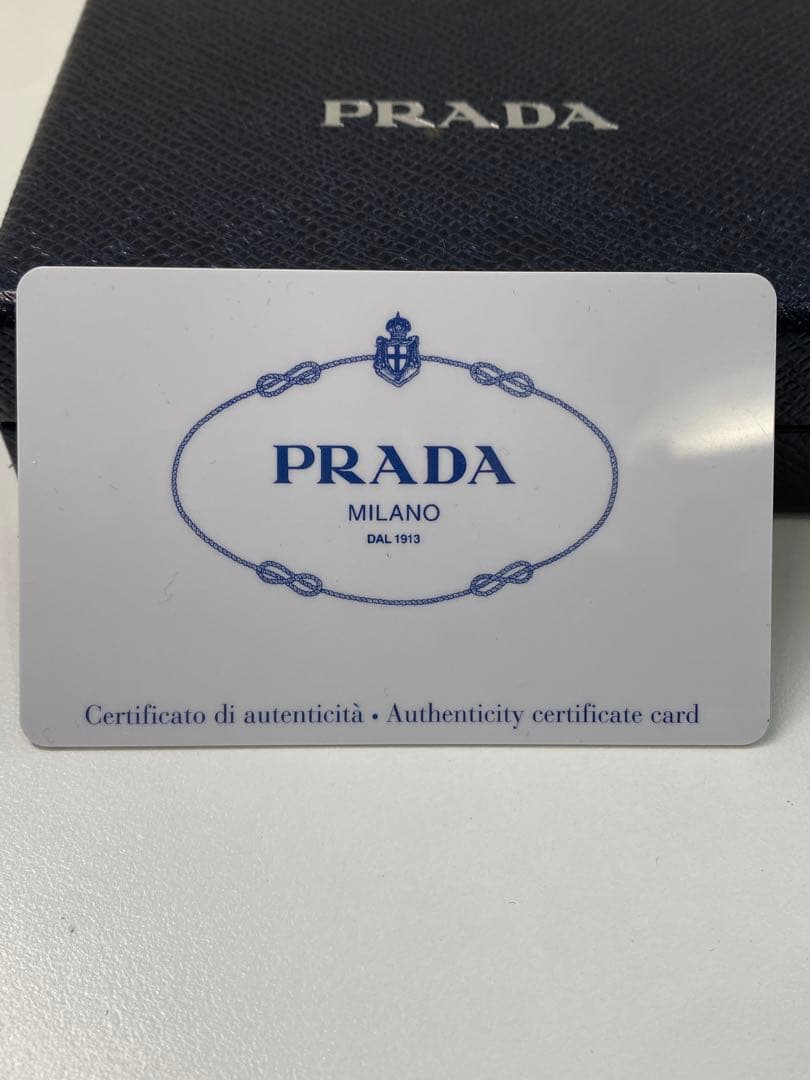 PRADA
PRADA
MILANO
DAL 1913
Certificato di autenticità • Authenticity certificate card